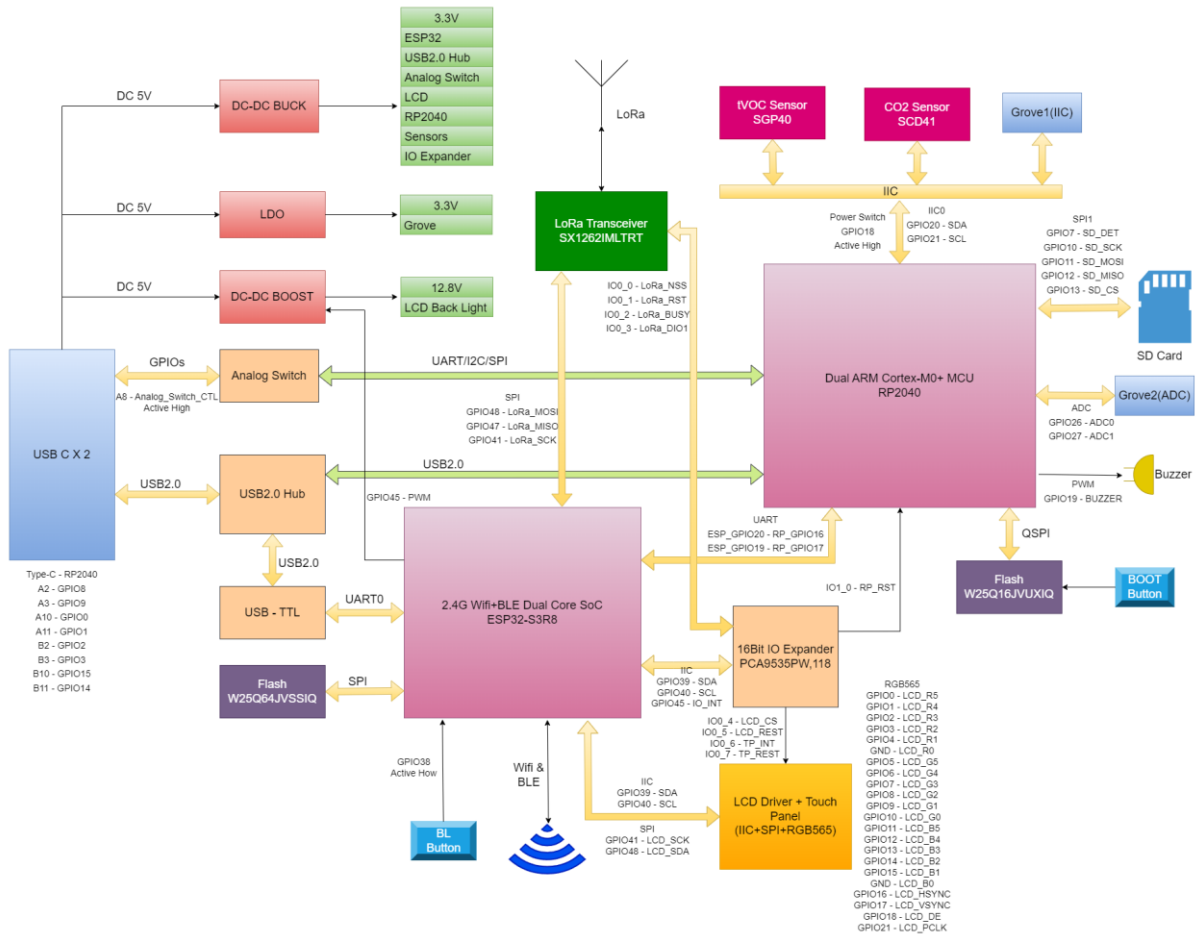 3.3V
ESP32
USB2.0 Hub
Analog Switch
LCD
RP2040
Sensors
IO Expander
DC 5V
DC-DC BUCK
DC 5V
LDO
3.3V
Grove
DC 5V
DC-DC BOOST
12.8V
LCD Back Light
LoRa
LoRa Transceiver
SX1262IMLTRT
tVOC Sensor
SGP40
CO2 Sensor
SCD41
Grove1(IIC)
IIC
Power Switch
GPIO18
Active High
IIC0
GPIO20 - SDA
GPIO21 - SCL
SPI1
GPIO7 - SD_DET
GPIO10 - SD_SCK
GPIO11 - SD_MOSI
GPIO12 - SD_MISO
GPIO13 - SD_CS
SD Card
IO0_0 - LoRa_NSS
IO0_1 - LoRa_RST
IO0_2 - LoRa_BUSY
IO0_3 - LoRa_DIO1
GPIOs
A8 - Analog_Switch_CTL
Active High
Analog Switch
UART/I2C/SPI
Dual ARM Cortex-M0+ MCU
RP2040
Grove2(ADC)
ADC
GPIO26 - ADC0
GPIO27 - ADC1
SPI
GPIO48 - LoRa_MOSI
GPIO47 - LoRa_MISO
GPIO41 - LoRa_SCK
USB C X 2
USB2.0
USB2.0 Hub
USB2.0
GPIO45 - PWM
Buzzer
PWM
GPIO19 - BUZZER
UART
ESP_GPIO20 - RP_GPIO16
ESP_GPIO19 - RP_GPIO17
QSPI
Flash
W25Q16JVUXIQ
BOOT
Button
USB2.0
Type-C - RP2040
A2 - GPIO8
A3 - GPIO9
A10 - GPIO0
A11 - GPIO1
B2 - GPIO2
B3 - GPIO3
B10 - GPIO15
B11 - GPIO14
USB - TTL
UART0
2.4G Wifi+BLE Dual Core SoC
ESP32-S3R8
IO1_0 - RP_RST
16Bit IO Expander
PCA9535PW,118
Flash
W25Q64JVSSIQ
SPI
IIC
GPIO39 - SDA
GPIO40 - SCL
GPIO45 - IO_INT
IO0_4 - LCD_CS
IO0_5 - LCD_REST
IO0_6 - TP_INT
IO0_7 - TP_REST
GPIO38
Active How
BL
Button
Wifi &
BLE
IIC
GPIO39 - SDA
GPIO40 - SCL
SPI
GPIO41 - LCD_SCK
GPIO48 - LCD_SDA
LCD Driver + Touch
Panel
(IIC+SPI+RGB565)
RGB565
GPIO0 - LCD_R5
GPIO1 - LCD_R4
GPIO2 - LCD_R3
GPIO3 - LCD_R2
GPIO4 - LCD_R1
GND - LCD_R0
GPIO5 - LCD_G5
GPIO6 - LCD_G4
GPIO7 - LCD_G3
GPIO8 - LCD_G2
GPIO9 - LCD_G1
GPIO10 - LCD_G0
GPIO11 - LCD_B5
GPIO12 - LCD_B4
GPIO13 - LCD_B3
GPIO14 - LCD_B2
GPIO15 - LCD_B1
GND - LCD_B0
GPIO16 - LCD_HSYNC
GPIO17 - LCD_VSYNC
GPIO18 - LCD_DE
GPIO21 - LCD_PCLK